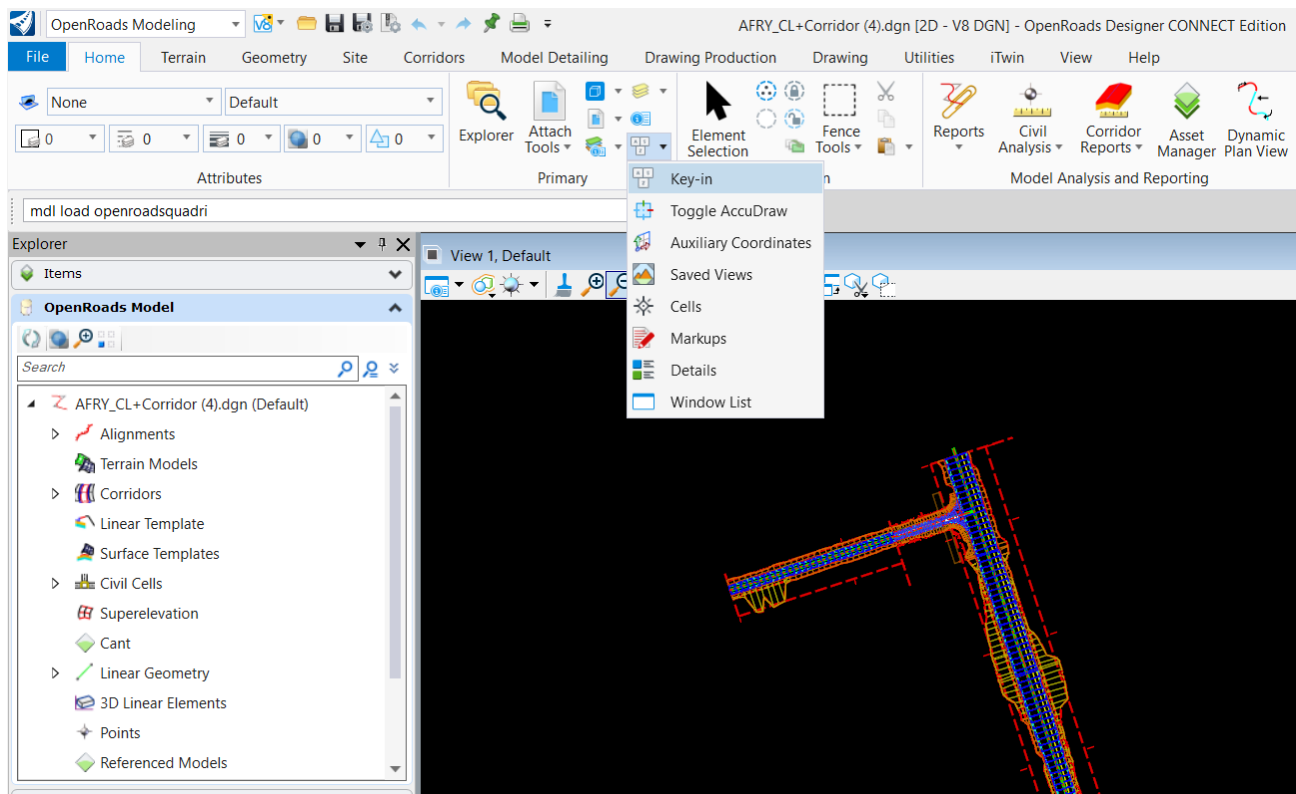 OpenRoads Modeling
AFRY_CL+Corridor (4).dgn [2D - V8 DGN] - OpenRoads Designer CONNECT Edition
File Home Terrain Geometry Site Corridors Model Detailing Drawing Production Drawing Utilities iTwin View Help
None Default
0 0 0 0 0
Attributes
Explorer
Attach
Tools
Primary
Element
Selection
Fence
Tools
n
Reports
Civil
Analysis
Corridor
Reports
Asset
Manager
Dynamic
Plan View
Model Analysis and Reporting
Key-in
Toggle AccuDraw
Auxiliary Coordinates
Saved Views
Cells
Markups
Details
Window List
mdl load openroadsquadri
Explorer
Items
OpenRoads Model
Search
AFRY_CL+Corridor (4).dgn (Default)
Alignments
Terrain Models
Corridors
Linear Template
Surface Templates
Civil Cells
Superelevation
Cant
Linear Geometry
3D Linear Elements
Points
Referenced Models
View 1, Default